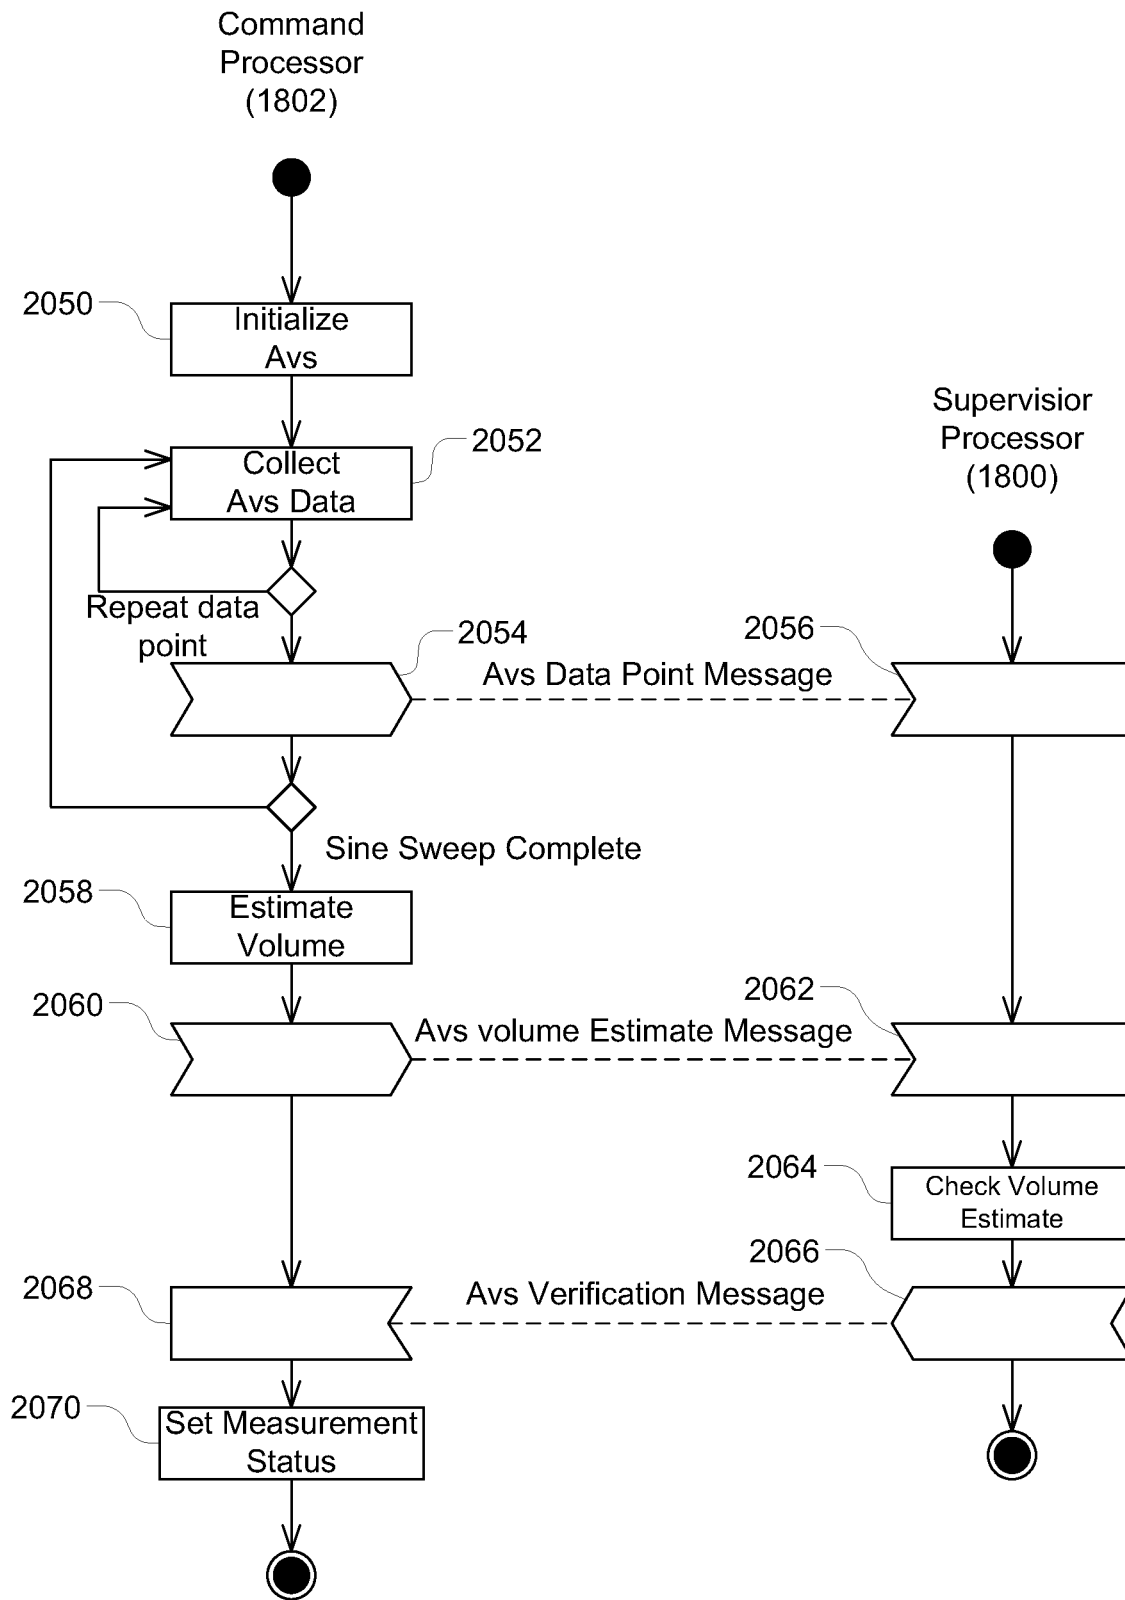 Command
Processor
(1802)
2050
Initialize
Avs
Supervisior
Processor
(1800)
2052
Collect
Avs Data
Repeat data
point
2054
2056
Avs Data Point Message
Sine Sweep Complete
2058
Estimate
Volume
2060
2062
Avs volume Estimate Message
2064
Check Volume
Estimate
2066
2068
Avs Verification Message
2070
Set Measurement
Status